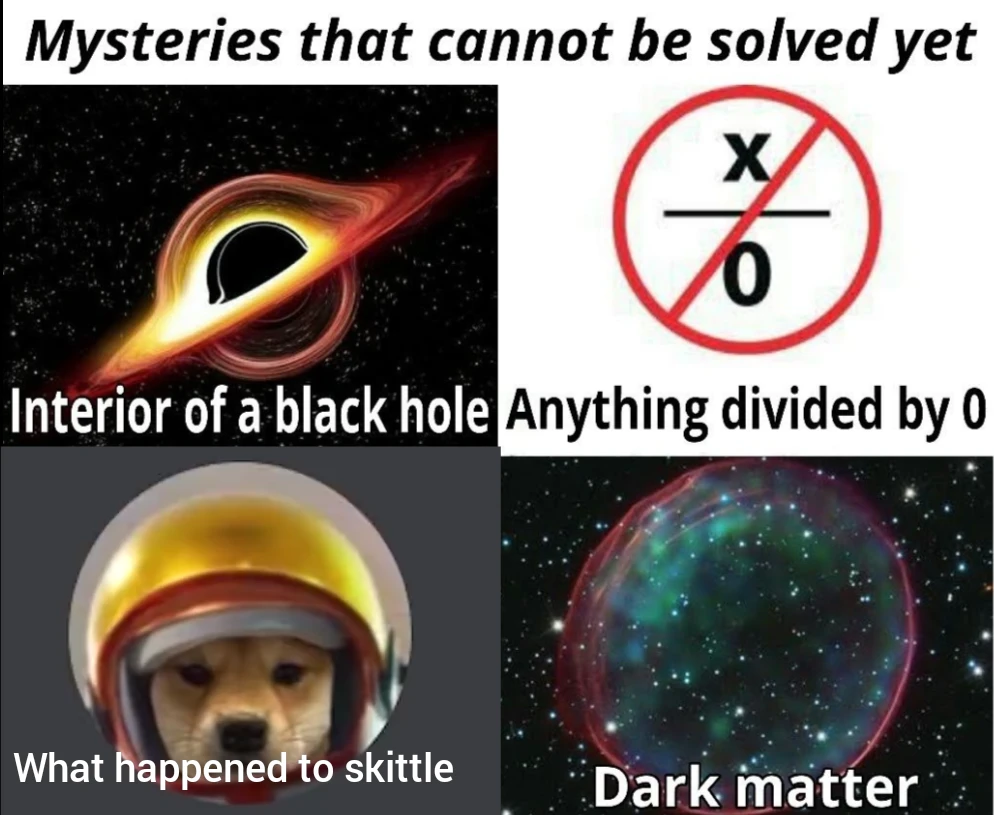 Mysteries that cannot be solved yet
x
0
Interior of a black hole
Anything divided by 0
What happened to skittle
Dark matter